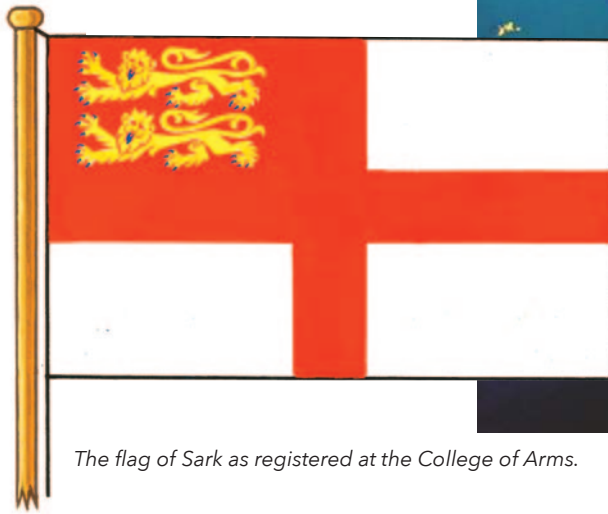 The flag of Sark as registered at the College of Arms.